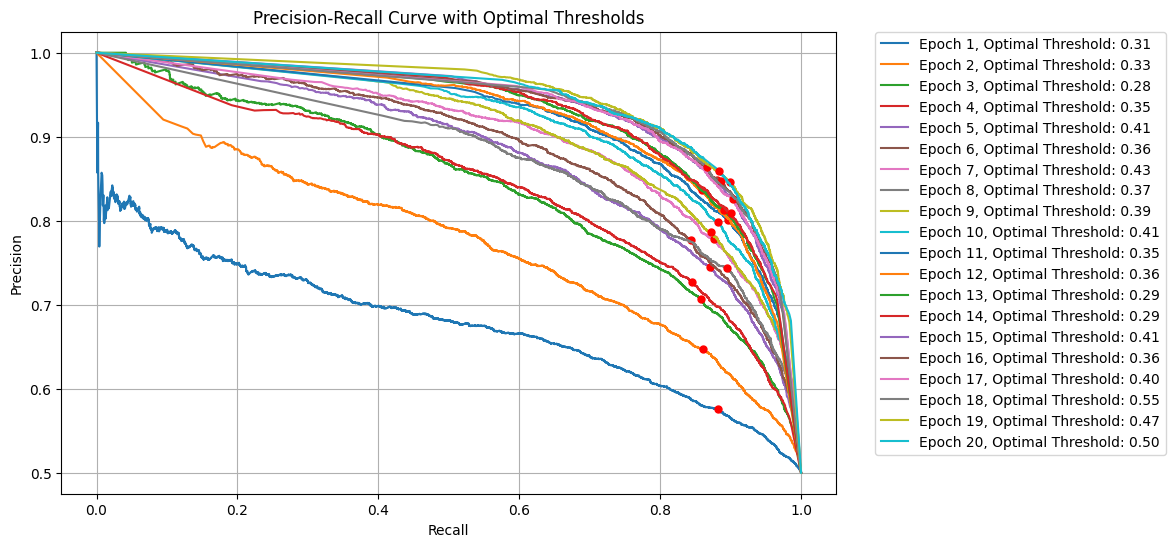 Precision-Recall Curve with Optimal Thresholds
Precision
1.0
0.9
0.8
0.7
0.6
0.5
0.0
0.2
0.4
0.6
0.8
1.0
Recall
Epoch 1, Optimal Threshold: 0.31
Epoch 2, Optimal Threshold: 0.33
Epoch 3, Optimal Threshold: 0.28
Epoch 4, Optimal Threshold: 0.35
Epoch 5, Optimal Threshold: 0.41
Epoch 6, Optimal Threshold: 0.36
Epoch 7, Optimal Threshold: 0.43
Epoch 8, Optimal Threshold: 0.37
Epoch 9, Optimal Threshold: 0.39
Epoch 10, Optimal Threshold: 0.41
Epoch 11, Optimal Threshold: 0.35
Epoch 12, Optimal Threshold: 0.36
Epoch 13, Optimal Threshold: 0.29
Epoch 14, Optimal Threshold: 0.29
Epoch 15, Optimal Threshold: 0.41
Epoch 16, Optimal Threshold: 0.36
Epoch 17, Optimal Threshold: 0.40
Epoch 18, Optimal Threshold: 0.55
Epoch 19, Optimal Threshold: 0.47
Epoch 20, Optimal Threshold: 0.50